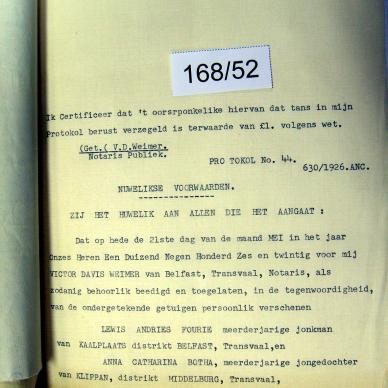 168/52
Ik Certificeer dat 't oorsrponkelike hiervan dat tans in mijn
Protokol berust verzegeld is terwaarde van £1. volgens wet.
(Get.( V.D.Weimer.
Notaris Publiek.
PRO TOKOL No. 44.
630/1926.ANC.
NUWELIKSE VOORWAARDEN.
---------------
ZIJ HET HUWELIK AAN ALLEN DIE HET AANGAAT :
Dat op hede de 21ste dag van de maand MEI in het jaar
Onzes Heren Een Duizend Negen Honderd Zes en twintig voor mij
VICTOR DAVIS WEIMER van Belfast, Transvaal, Notaris, als
zodanig behoorlik beedigd en toegelaten, in de tegenwoordigheid,
van de ondergetekende getuigen persoonlik verschenen
LEWIS ANDRIES FOURIE meerderjarige jonkman
van KAALPLAATS distrikt BELFAST, Transvaal,en
ANNA CATHARINA BOTHA, meerderjarige jongedochter
van KLIPPAN, distrikt MIDDELBURG, Transvaal,